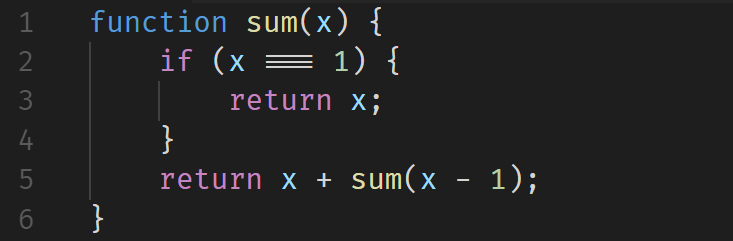 1 function sum(x) {
2     if (x === 1) {
3         return x;
4     }
5     return x + sum(x - 1);
6 }